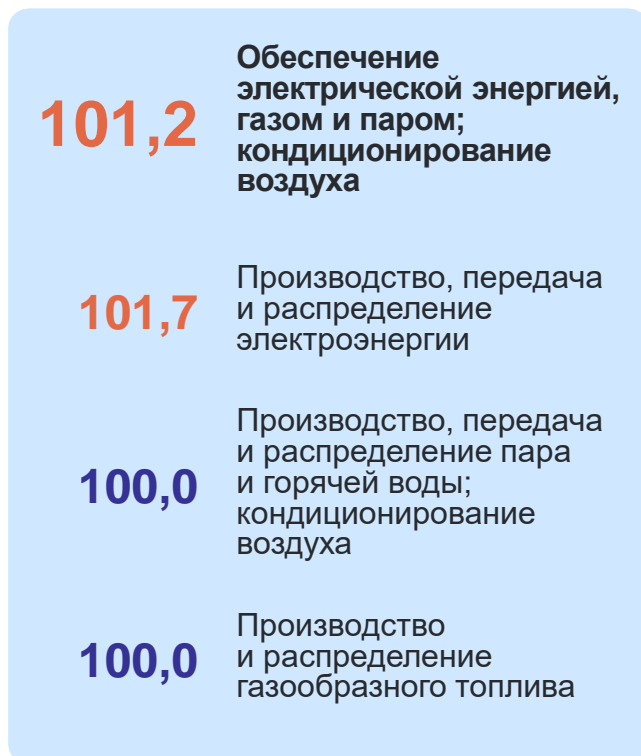 101,2
Обеспечение
электрической энергией,
газом и паром;
кондиционирование
воздуха
101,7
Производство, передача
и распределение
электроэнергии
100,0
Производство, передача
и распределение пара
и горячей воды;
кондиционирование
воздуха
100,0
Производство
и распределение
газообразного топлива